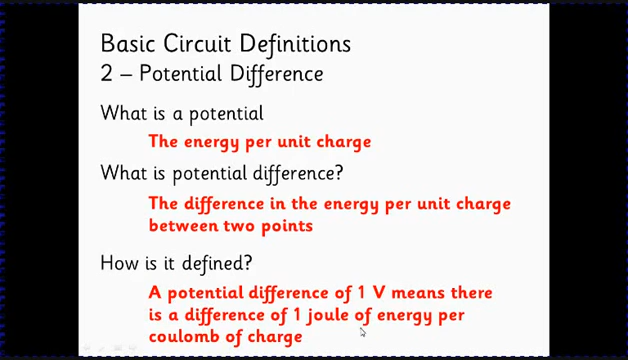 Basic Circuit Definitions
2 – Potential Difference
What is a potential
The energy per unit charge
What is potential difference?
The difference in the energy per unit charge
between two points
How is it defined?
A potential difference of 1 V means there
is a difference of 1 joule of energy per
coulomb of charge